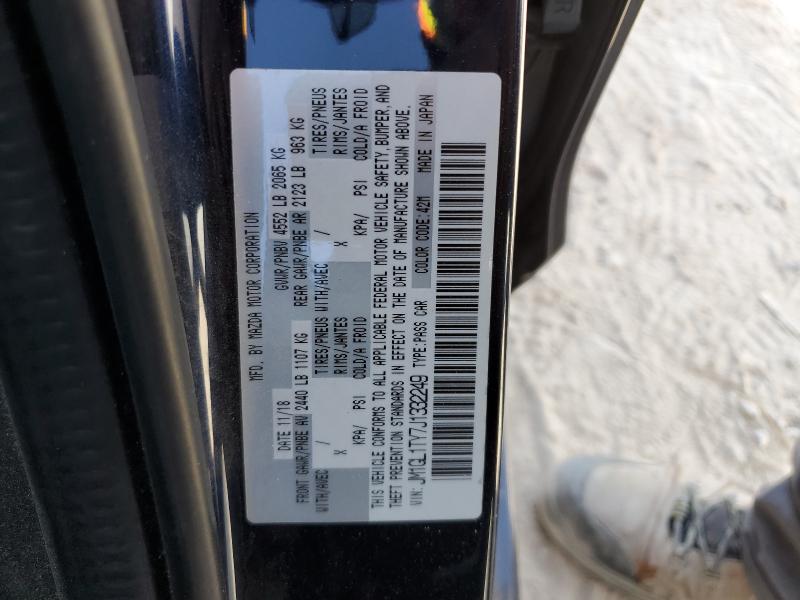 MFD. BY MAZDA MOTOR CORPORATION
DATE 11/18 GVWR/PNBV 4552 LB 2065 KG
FRONT GAWR/PNBE AV 2440 LB 1107 KG REAR GAWR/PNBE AR 2123 LB 963 KG
WITH/AVEC TIRES/PNEUS WITH/AVEC TIRES/PNEUS
/ RIMS/JANTES / RIMS/JANTES
X X
KPA/ PSI COLD/A FROID KPA/ PSI COLD/A FROID
THIS VEHICLE CONFORMS TO ALL APPLICABLE FEDERAL MOTOR VEHICLE SAFETY, BUMPER, AND
THEFT PREVENTION STANDARDS IN EFFECT ON THE DATE OF MANUFACTURE SHOWN ABOVE.
VIN: JM1GL1TY7J1332249 TYPE:PASS CAR COLOR CODE:42M MADE IN JAPAN